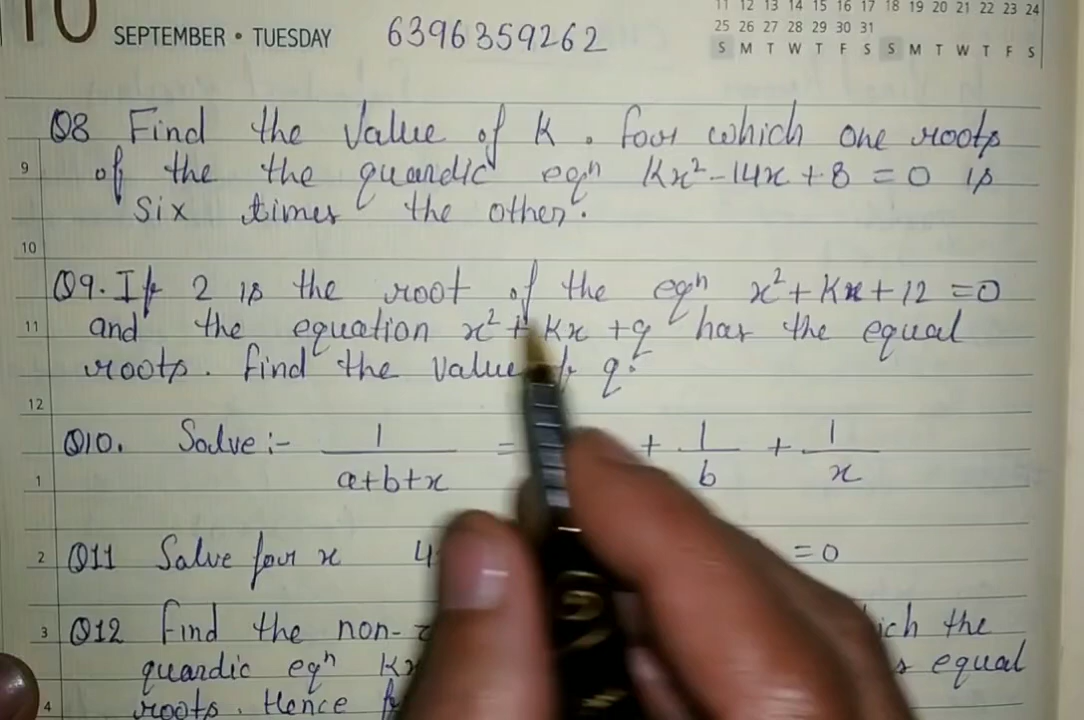 10 SEPTEMBER • TUESDAY 6396359262
11 12 13 14 15 16 17 18 19 20 21 22 23 24
25 26 27 28 29 30 31
S M T W T F S S M T W T F S
Q8 Find the Value of K. four which one roots
9 of the the quardic eqⁿ Kx²-14x+8=0 is
six times the other.
10
Q9. If 2 is the root of the eqⁿ x²+Kx+12=0
11 and the equation x²+Kx+q has the equal
roots. find the value of q.
12
Q10. Solve:- 1/(a+b+x) = + 1/b + 1/x
1
2 Q11 Solve four x 4 =0
3 Q12 Find the non- the
quardic eqⁿ K equal
4 roots. Hence